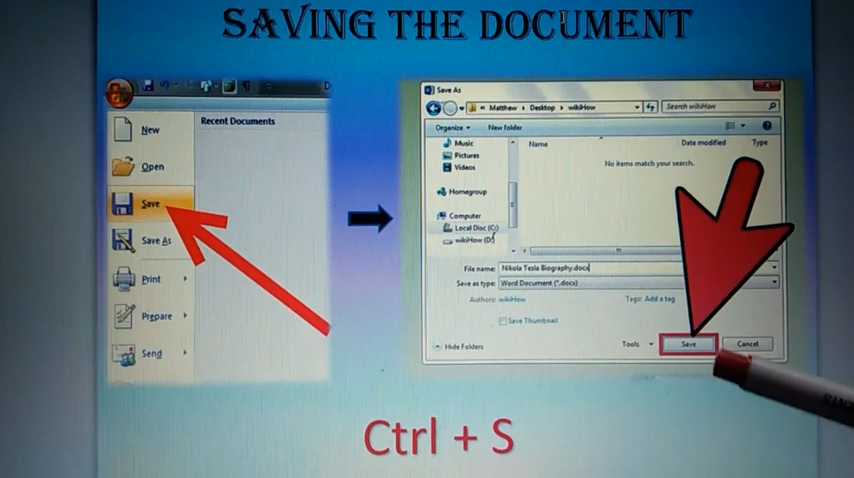 SAVING THE DOCUMENT
Recent Documents
New
Open
Save
Save As
Print
Prepare
Send
Save As
« Matthew ▸ Desktop ▸ wikiHow
Search wikiHow
Organize
New folder
Name
Date modified
Type
No items match your search.
Music
Pictures
Videos
Homegroup
Computer
Local Disc (C:)
wikiHow (D:)
File name: Nikola Tesla Biography.docx
Save as type: Word Document (*.docx)
Authors: wikiHow
Tags: Add a tag
Save Thumbnail
Hide Folders
Tools
Save
Cancel
Ctrl + S